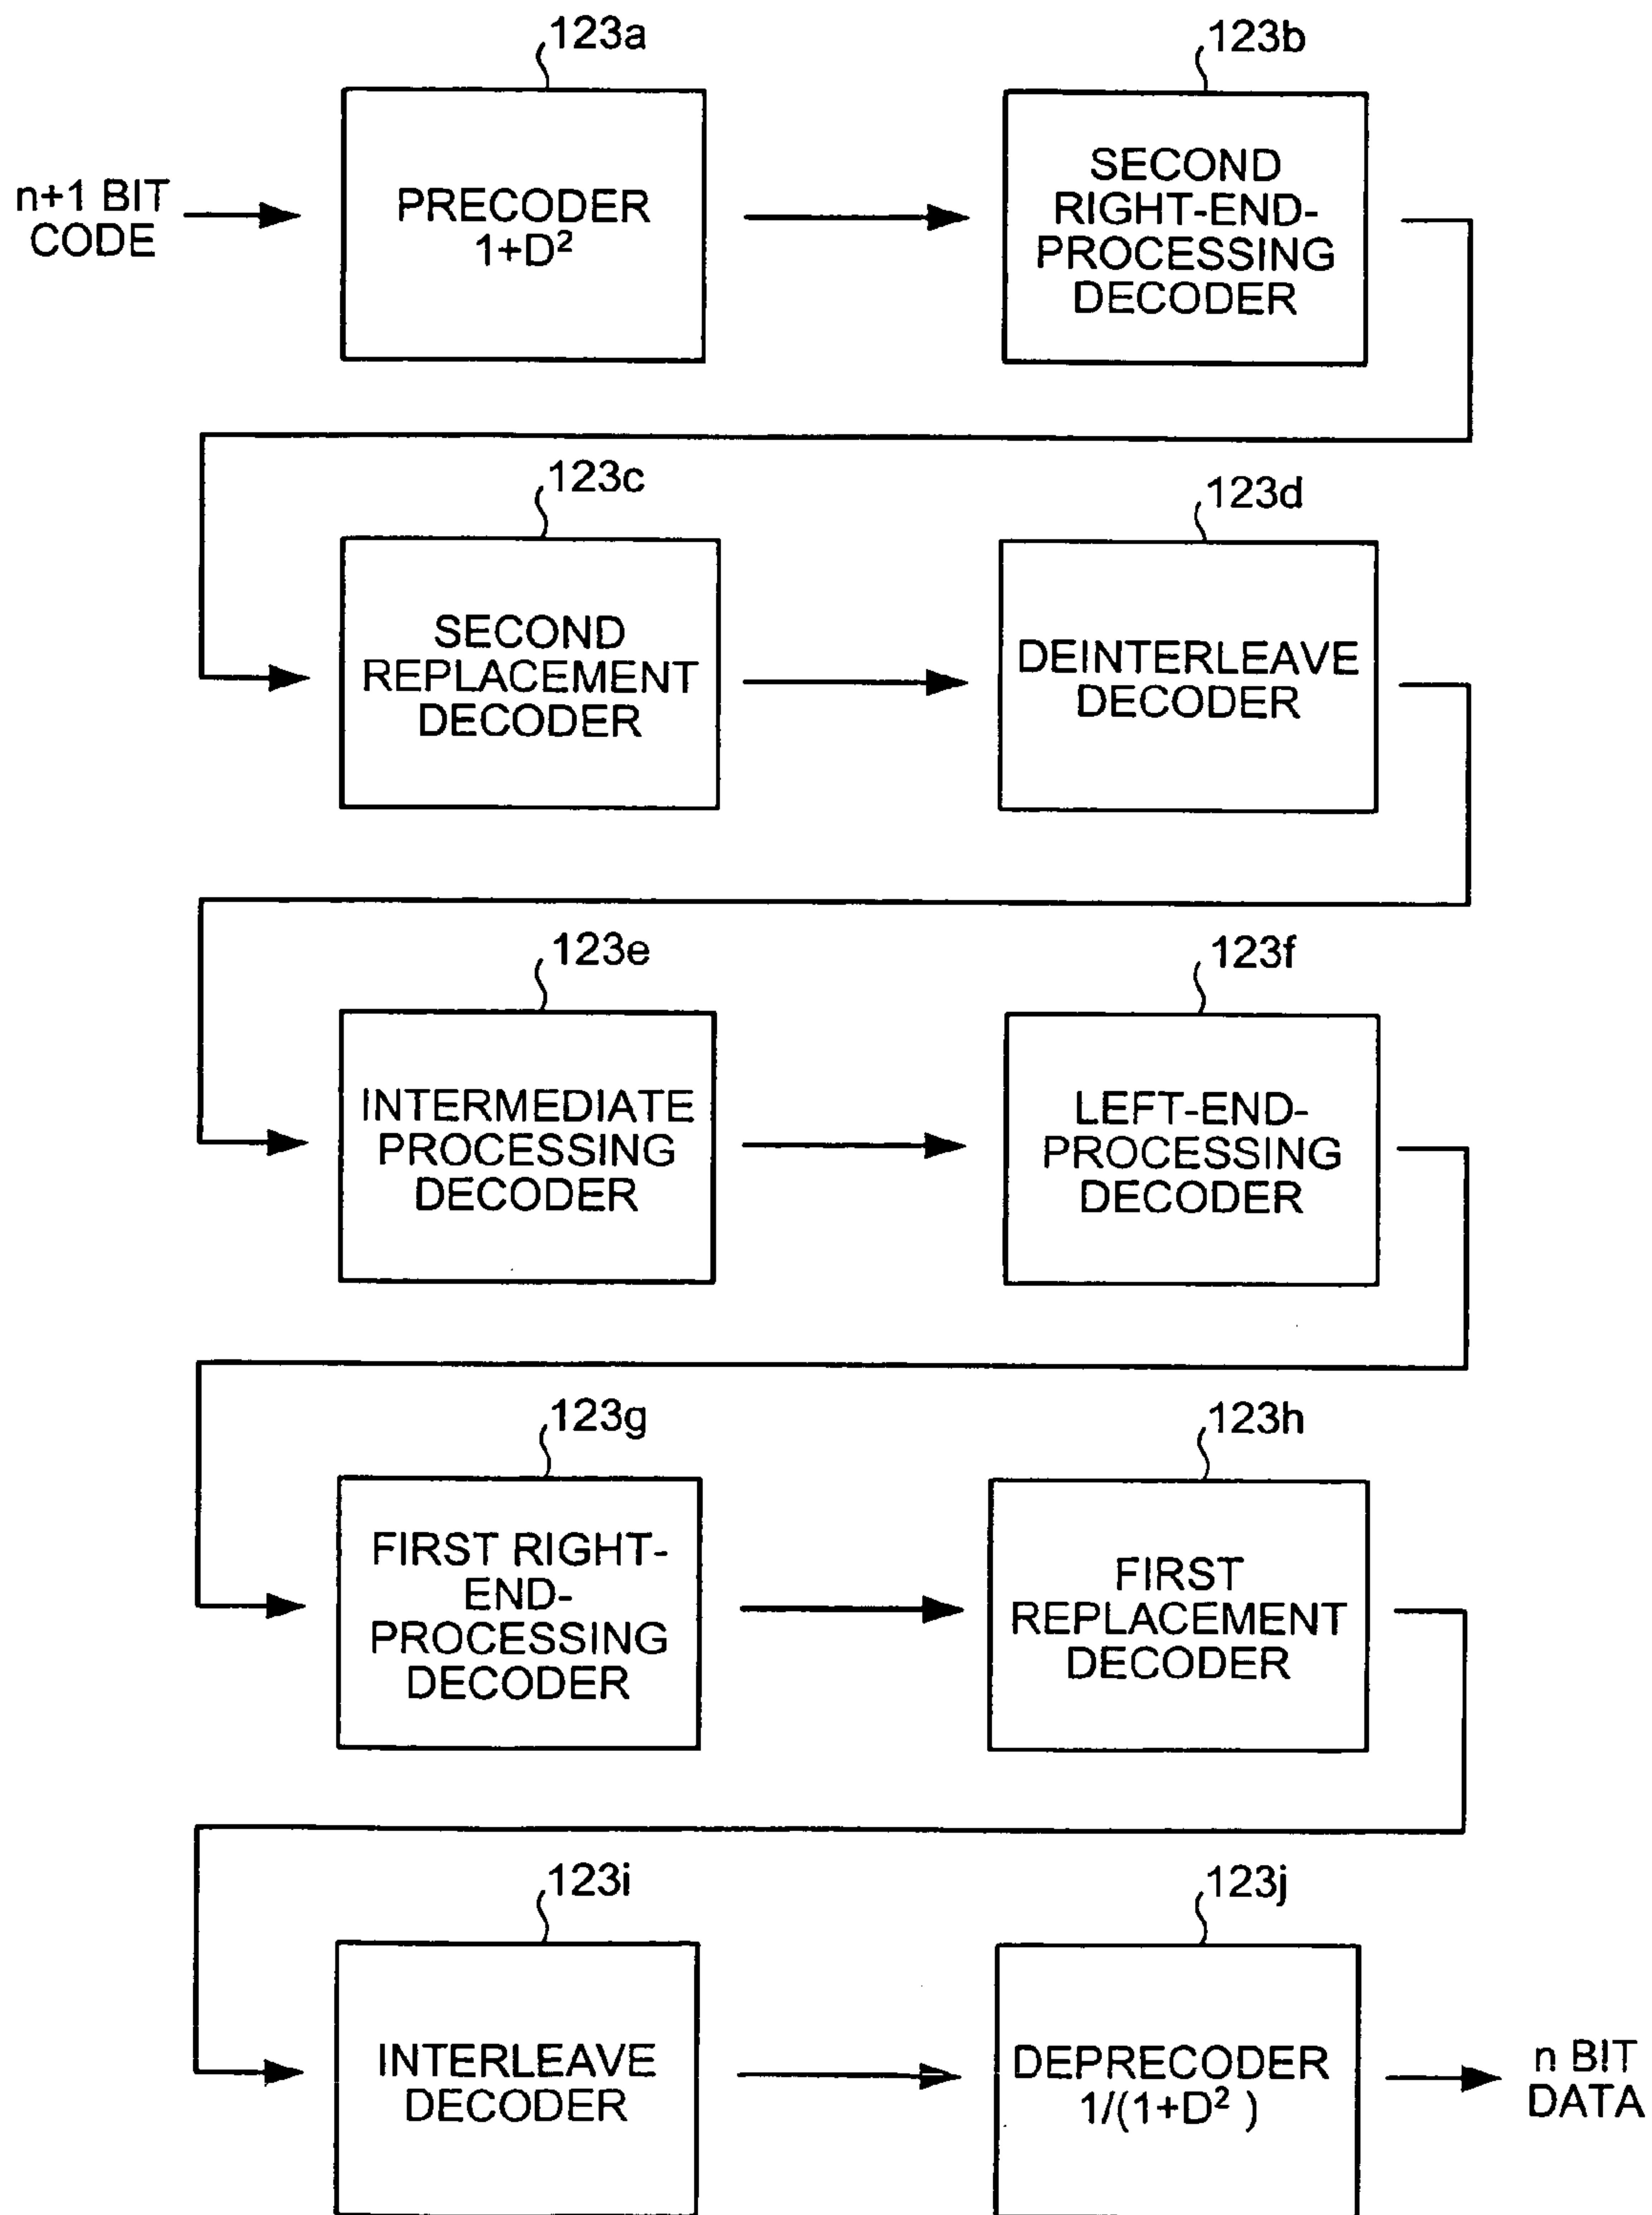 123a
123b
n+1 BIT
CODE
PRECODER
1+D²
SECOND
RIGHT-END-
PROCESSING
DECODER
123c
123d
SECOND
REPLACEMENT
DECODER
DEINTERLEAVE
DECODER
123e
123f
INTERMEDIATE
PROCESSING
DECODER
LEFT-END-
PROCESSING
DECODER
123g
123h
FIRST RIGHT-
END-
PROCESSING
DECODER
FIRST
REPLACEMENT
DECODER
123i
123j
INTERLEAVE
DECODER
DEPRECODER
1/(1+D² )
n BIT
DATA